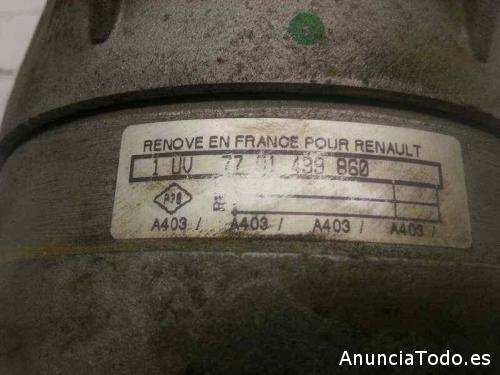 RENOVE EN FRANCE POUR RENAULT
1 UV 77 01 499 860
A403 / A403 / A403 / A403 /
AnunciaTodo.es